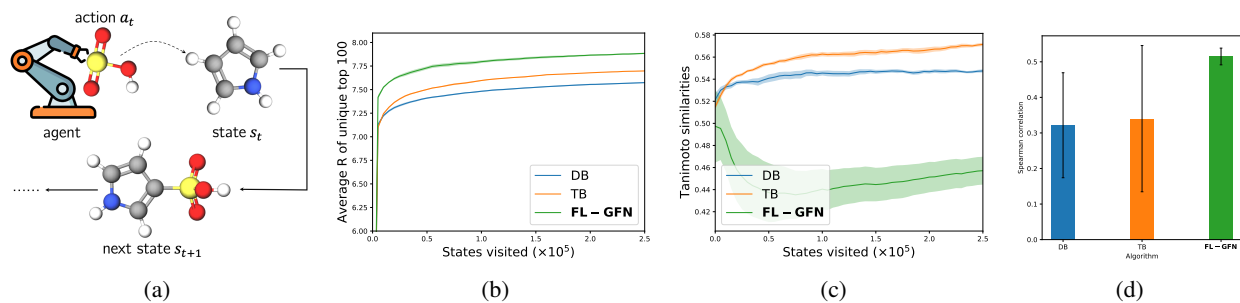 action a_t
agent
state s_t
......
next state s_{t+1}
(a)
Average R of unique top 100
8.00
7.75
7.50
7.25
7.00
6.75
6.50
6.25
6.00
0.0
0.5
1.0
1.5
2.0
2.5
States visited (×10^5)
DB
TB
FL−GFN
(b)
Tanimoto similarities
0.58
0.56
0.54
0.52
0.50
0.48
0.46
0.44
0.42
0.0
0.5
1.0
1.5
2.0
2.5
States visited (×10^5)
DB
TB
FL−GFN
(c)
Spearman correlation
0.5
0.4
0.3
0.2
0.1
0.0
DB
TB
FL−GFN
Algorithm
(d)